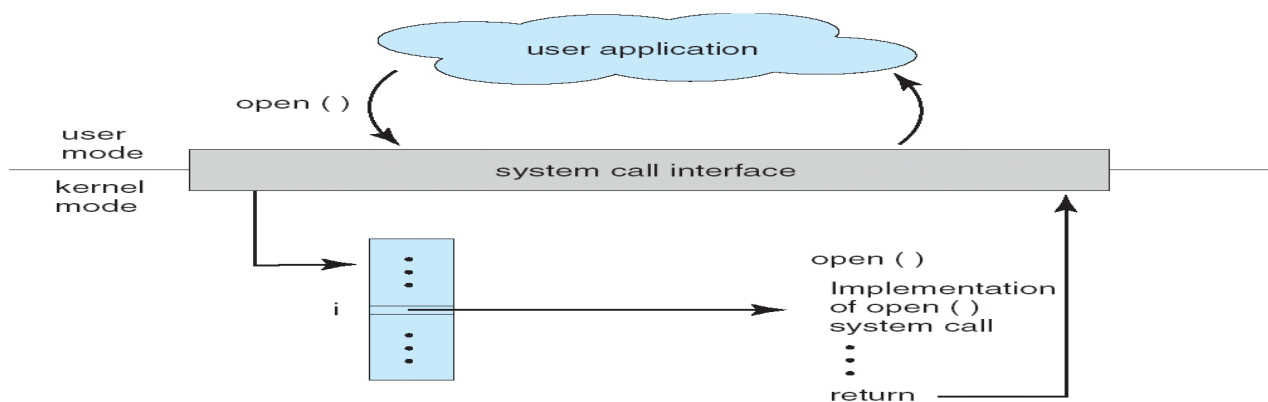 user application
open ( )
user
mode
system call interface
kernel
mode
open ( )
i
Implementation
of open ( )
system call
return